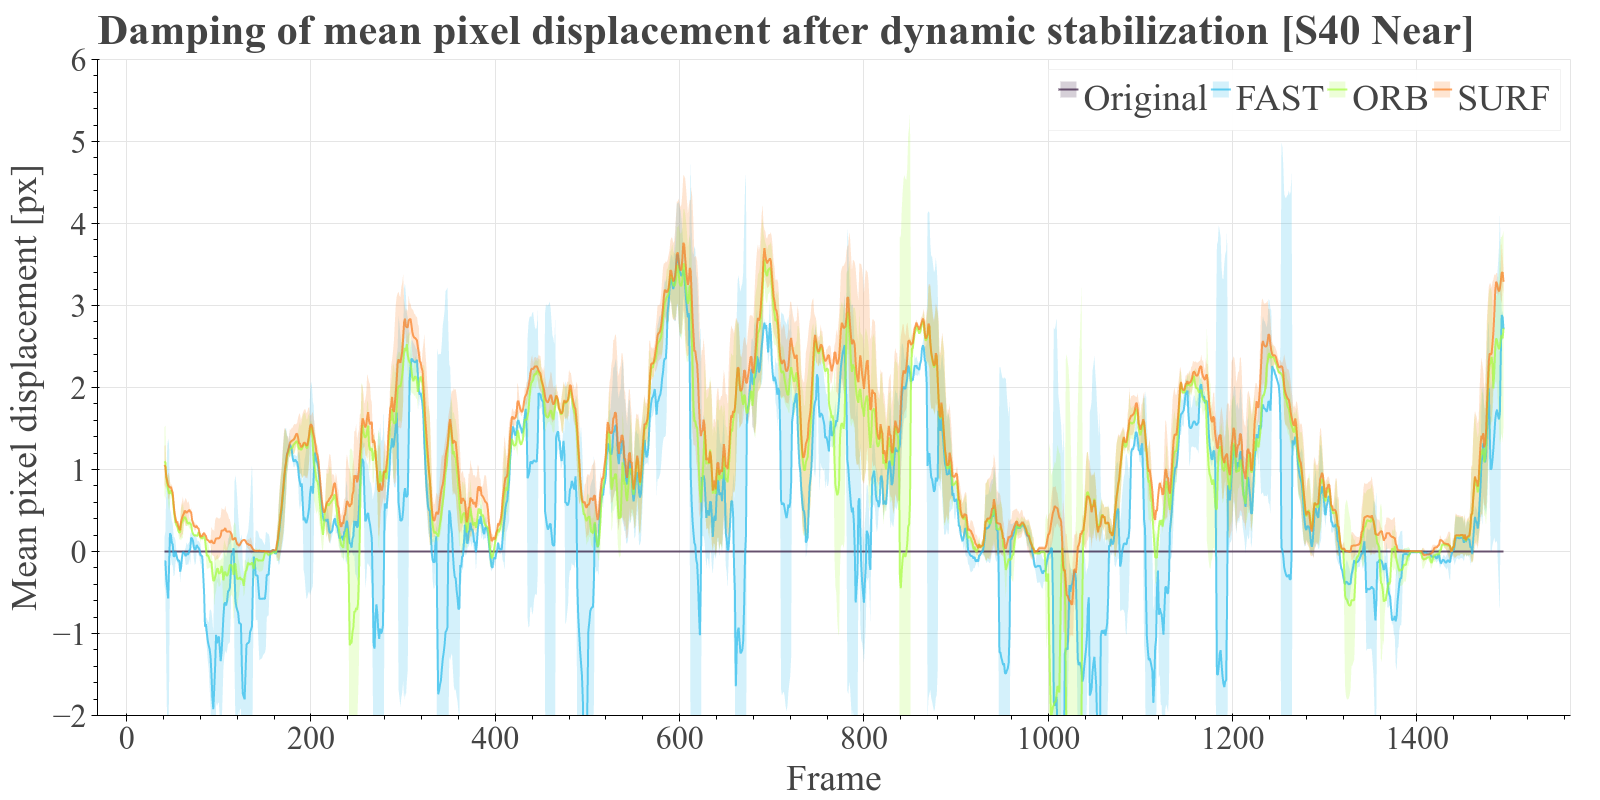 Damping of mean pixel displacement after dynamic stabilization [S40 Near]
Original FAST ORB SURF
Mean pixel displacement [px]
6
5
4
3
2
1
0
−1
−2
0 200 400 600 800 1000 1200 1400
Frame